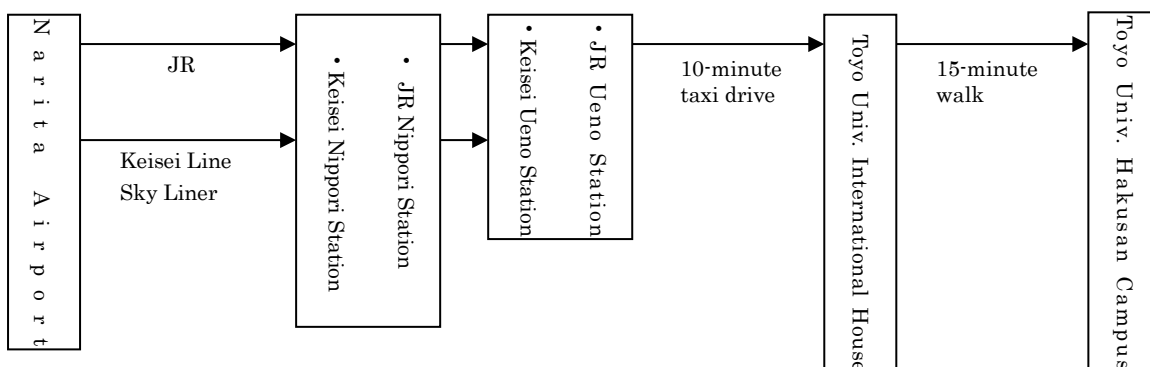 Narita Airport
JR
Keisei Line
Sky Liner
• JR Nippori Station
• Keisei Nippori Station
• JR Ueno Station
• Keisei Ueno Station
10-minute
taxi drive
Toyo Univ. International House
15-minute
walk
Toyo Univ. Hakusan Campus